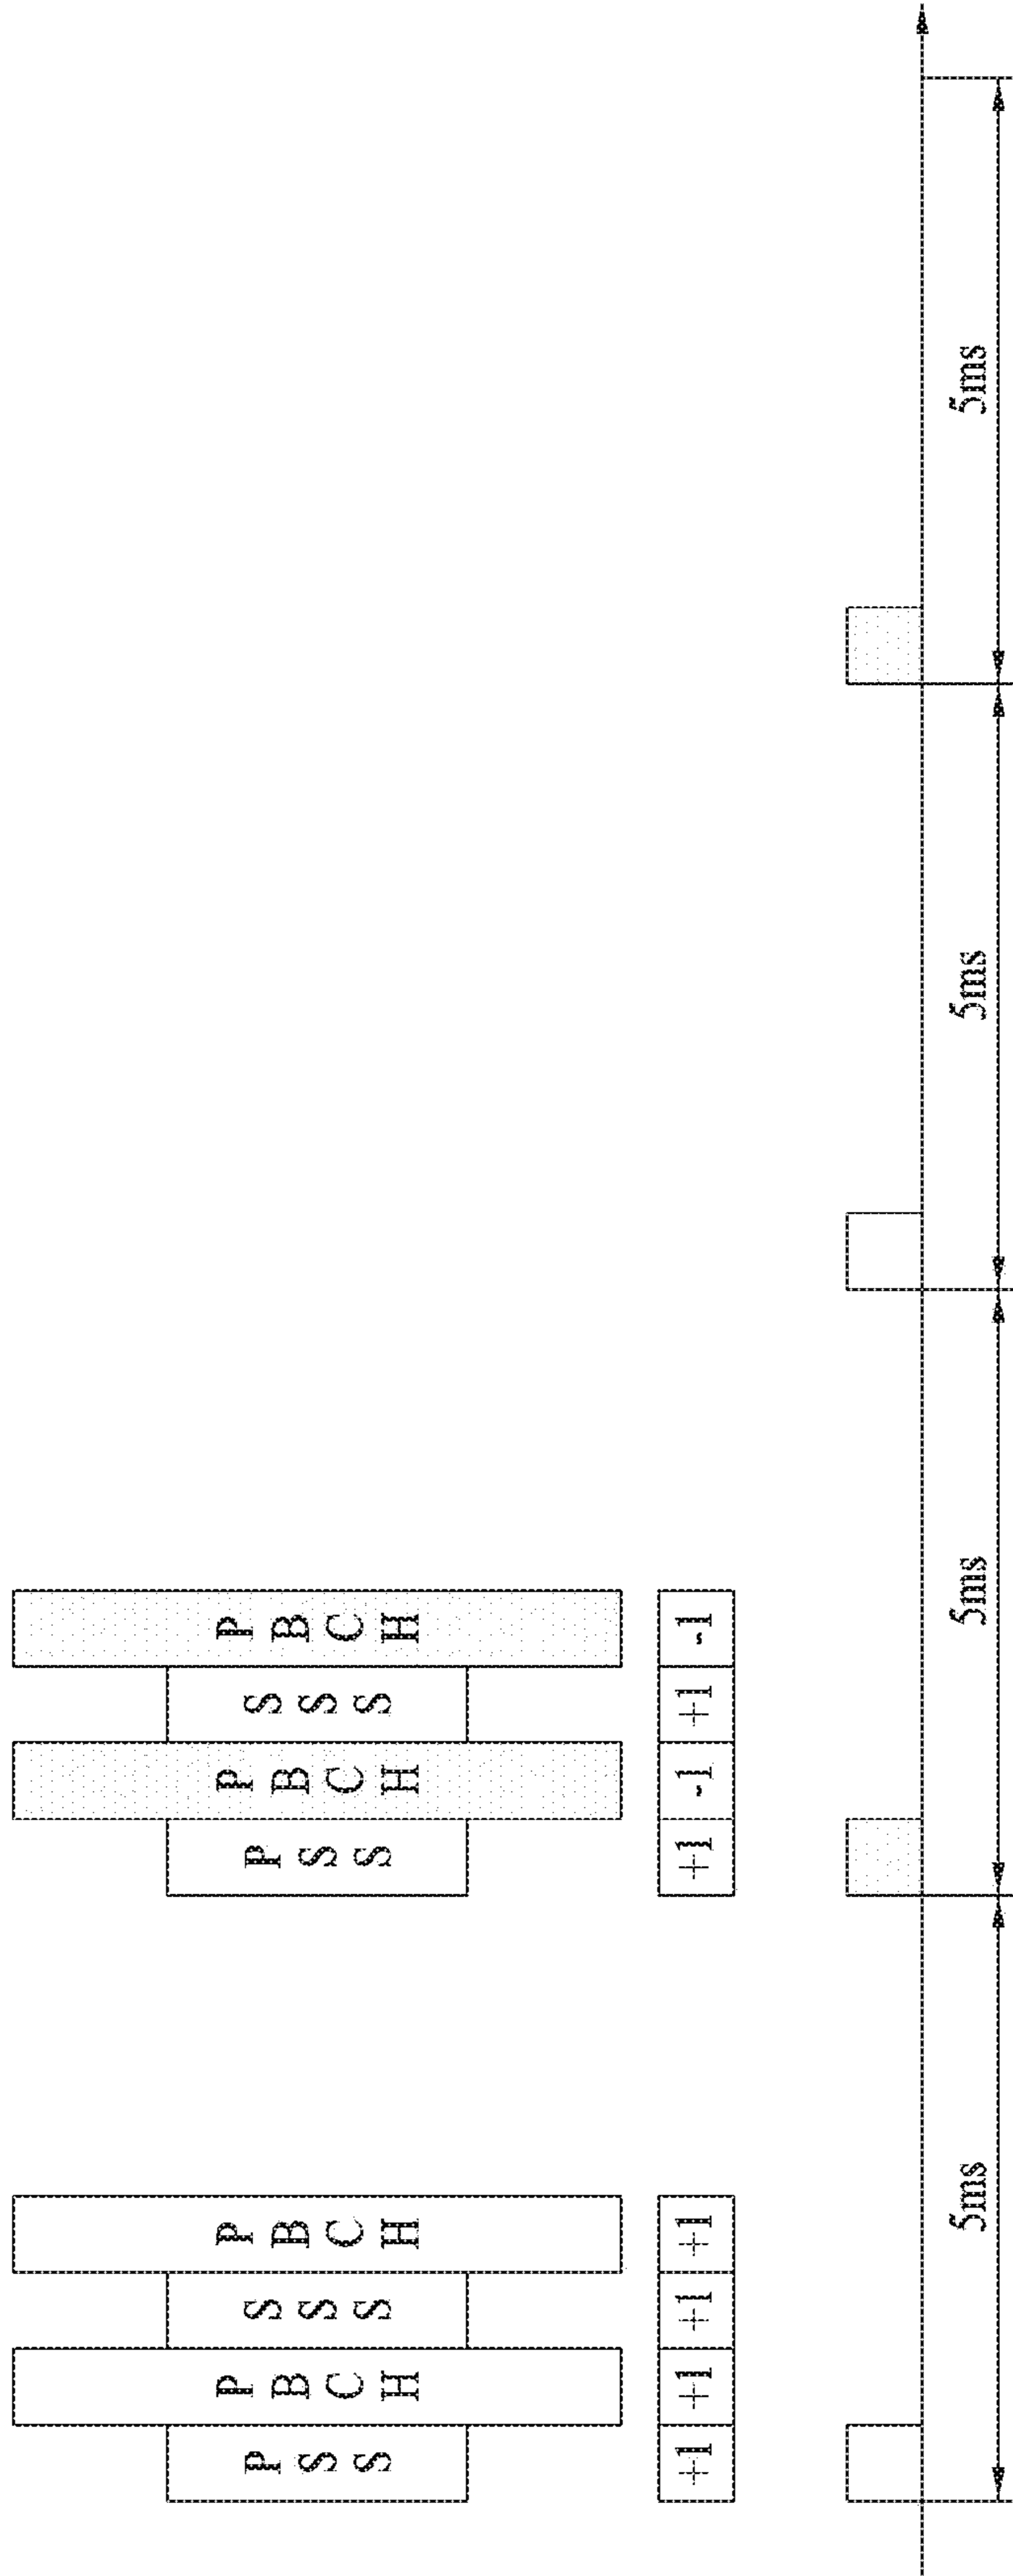 PSS
PBCH
SSS
PBCH
PSS
PBCH
SSS
PBCH
+1 +1 +1 +1
+1 -1 +1 -1
5ms
5ms
5ms
5ms